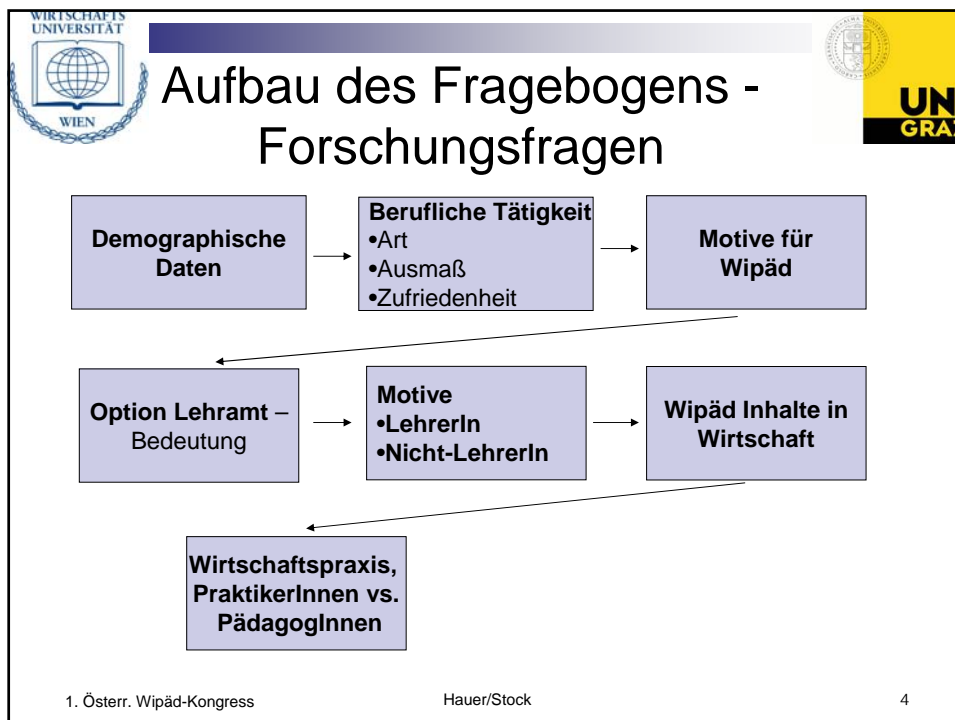 WIRTSCHAFTS
UNIVERSITÄT
WIEN
Aufbau des Fragebogens -
Forschungsfragen
UN
GRAZ
Demographische
Daten
Berufliche Tätigkeit
•Art
•Ausmaß
•Zufriedenheit
Motive für
Wipäd
Option Lehramt –
Bedeutung
Motive
•LehrerIn
•Nicht-LehrerIn
Wipäd Inhalte in
Wirtschaft
Wirtschaftspraxis,
PraktikerInnen vs.
PädagogInnen
1. Österr. Wipäd-Kongress
Hauer/Stock
4